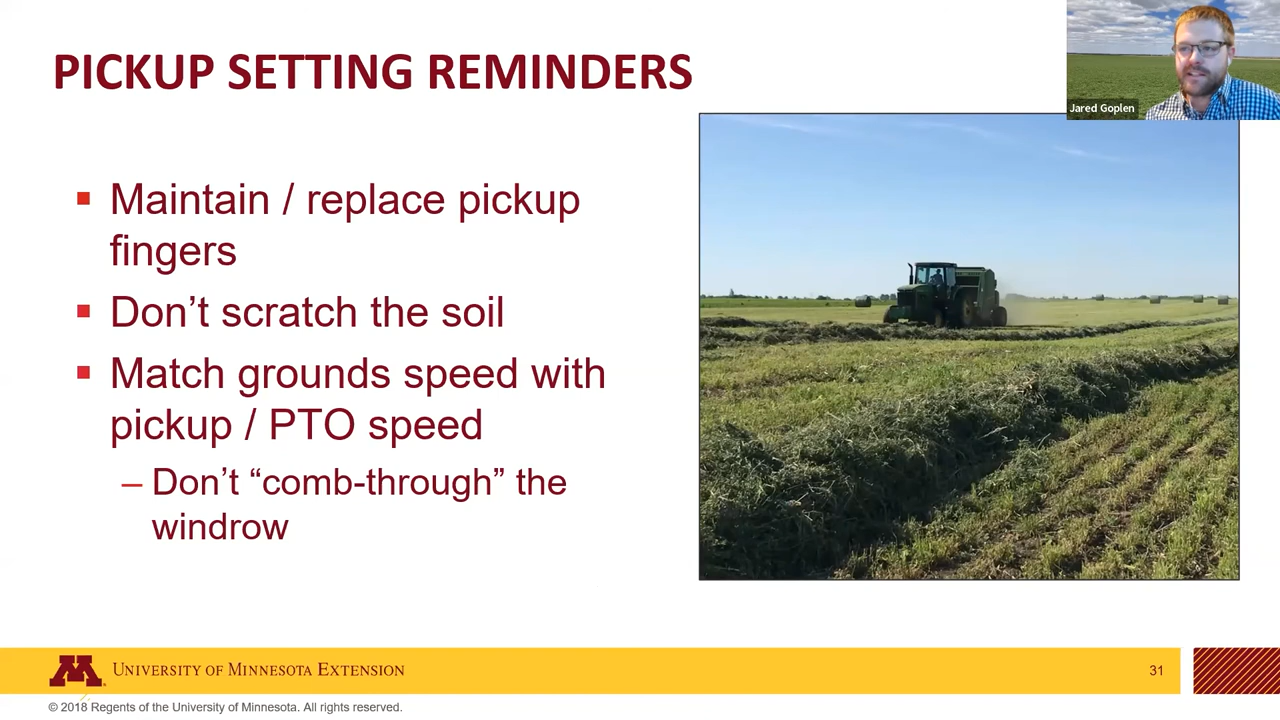 PICKUP SETTING REMINDERS
Jared Goplen
▪ Maintain / replace pickup
fingers
▪ Don’t scratch the soil
▪ Match grounds speed with
pickup / PTO speed
– Don’t “comb-through” the
windrow
M
UNIVERSITY OF MINNESOTA EXTENSION
31
© 2018 Regents of the University of Minnesota. All rights reserved.